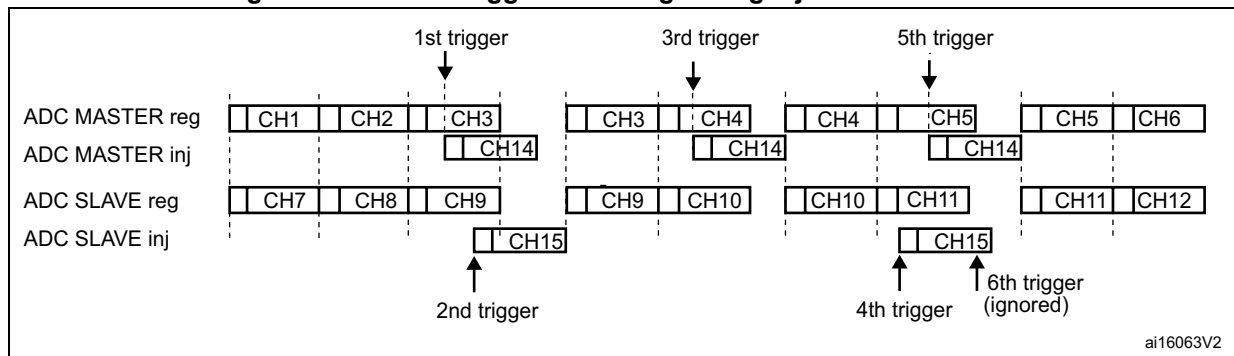 1st trigger 3rd trigger 5th trigger
ADC MASTER reg CH1 CH2 CH3 CH3 CH4 CH4 CH5 CH5 CH6
ADC MASTER inj CH14 CH14 CH14
ADC SLAVE reg CH7 CH8 CH9 CH9 CH10 CH10 CH11 CH11 CH12
ADC SLAVE inj CH15 CH15
2nd trigger 4th trigger 6th trigger
(ignored)
ai16063V2